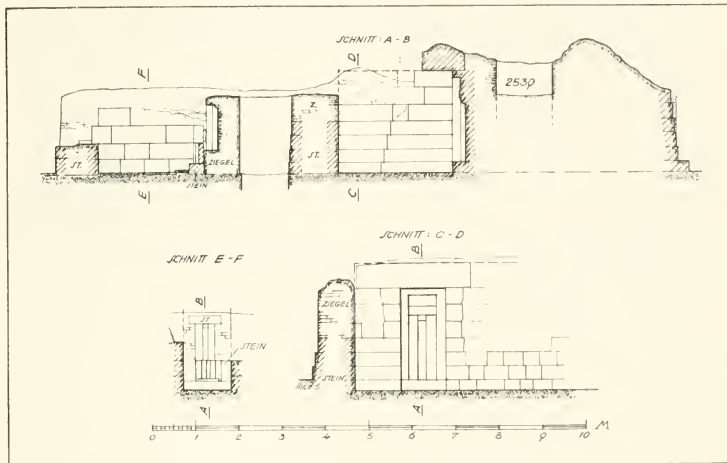 SCHNITT: A-B
F
D
2539
Z.
ST.
ZIEGEL
ST.
E
STEIN
C
SCHNITT E-F
SCHNITT: C-D
B
B
ST
STEIN
ZIEGEL
STEIN
A
A
0 1 2 3 4 5 6 7 8 9 10 M